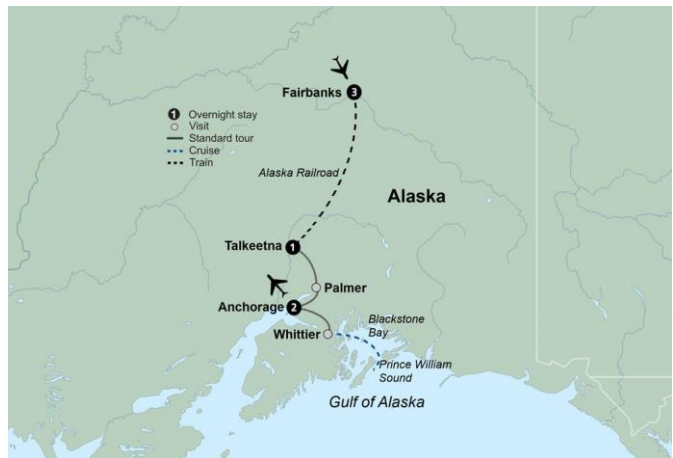 Fairbanks 3
1 Overnight stay
Visit
Standard tour
Cruise
Train
Alaska Railroad
Alaska
Talkeetna 1
Palmer
Anchorage 2
Blackstone
Bay
Whittier
Prince William
Sound
Gulf of Alaska